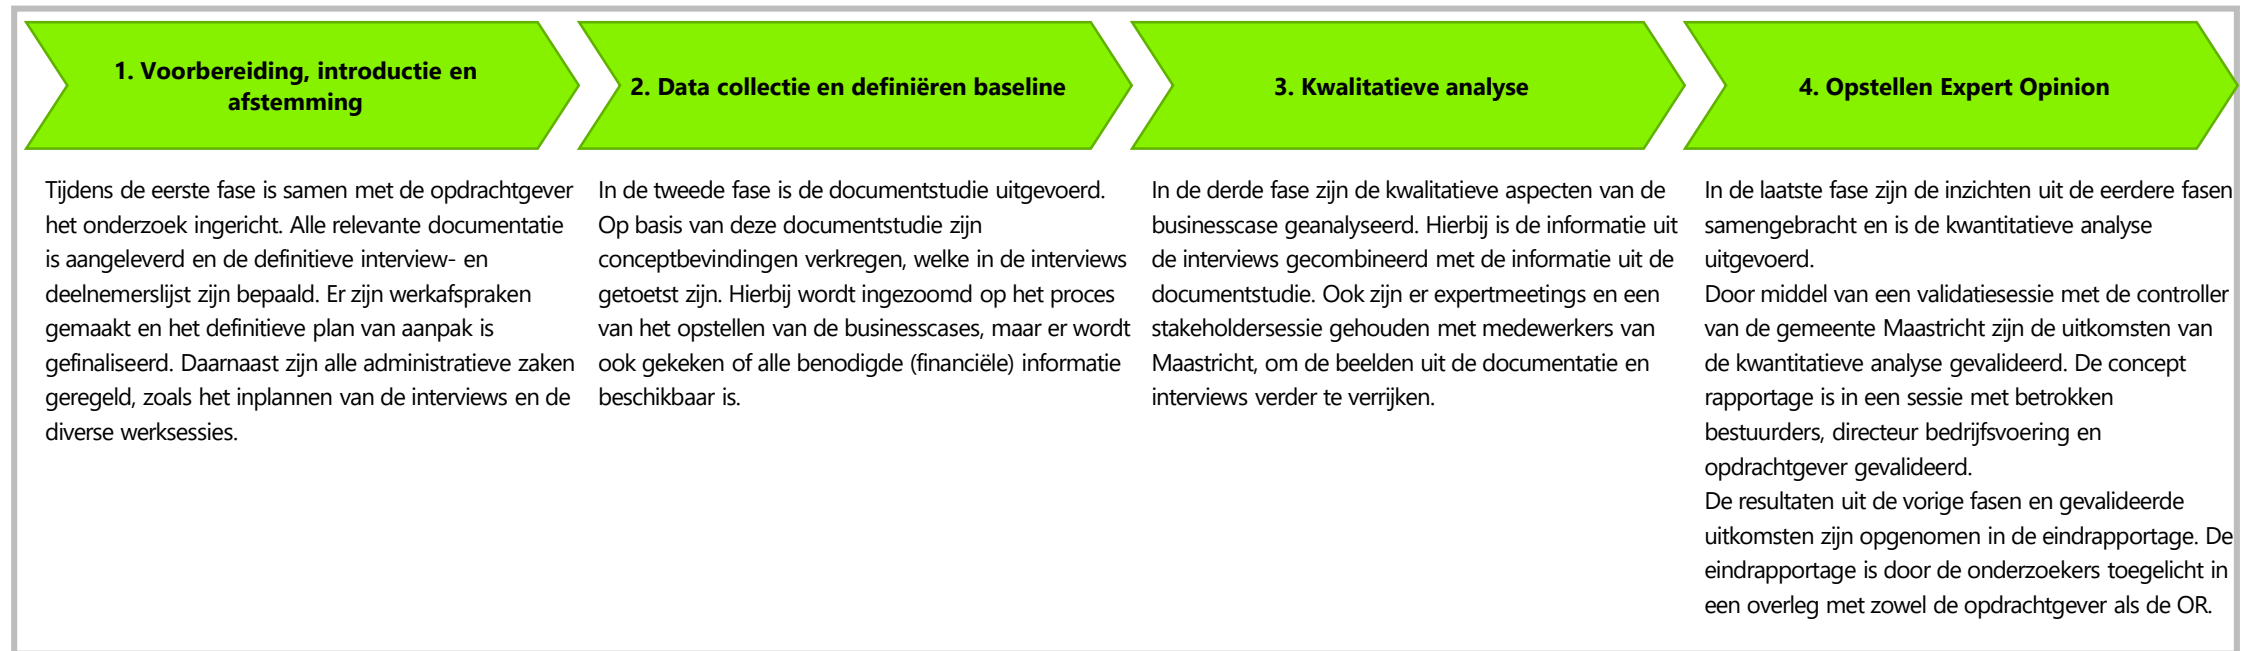 1. Voorbereiding, introductie en
afstemming
Tijdens de eerste fase is samen met de opdrachtgever
het onderzoek ingericht. Alle relevante documentatie
is aangeleverd en de definitieve interview- en
deelnemerslijst zijn bepaald. Er zijn werkafspraken
gemaakt en het definitieve plan van aanpak is
gefinaliseerd. Daarnaast zijn alle administratieve zaken
geregeld, zoals het inplannen van de interviews en de
diverse werksessies.
2. Data collectie en definiëren baseline
In de tweede fase is de documentstudie uitgevoerd.
Op basis van deze documentstudie zijn
conceptbevindingen verkregen, welke in de interviews
getoetst zijn. Hierbij wordt ingezoomd op het proces
van het opstellen van de businesscases, maar er wordt
ook gekeken of alle benodigde (financiële) informatie
beschikbaar is.
3. Kwalitatieve analyse
In de derde fase zijn de kwalitatieve aspecten van de
businesscase geanalyseerd. Hierbij is de informatie uit
de interviews gecombineerd met de informatie uit de
documentstudie. Ook zijn er expertmeetings en een
stakeholdersessie gehouden met medewerkers van
Maastricht, om de beelden uit de documentatie en
interviews verder te verrijken.
4. Opstellen Expert Opinion
In de laatste fase zijn de inzichten uit de eerdere fasen
samengebracht en is de kwantitatieve analyse
uitgevoerd.
Door middel van een validatiesessie met de controller
van de gemeente Maastricht zijn de uitkomsten van
de kwantitatieve analyse gevalideerd. De concept
rapportage is in een sessie met betrokken
bestuurders, directeur bedrijfsvoering en
opdrachtgever gevalideerd.
De resultaten uit de vorige fasen en gevalideerde
uitkomsten zijn opgenomen in de eindrapportage. De
eindrapportage is door de onderzoekers toegelicht in
een overleg met zowel de opdrachtgever als de OR.